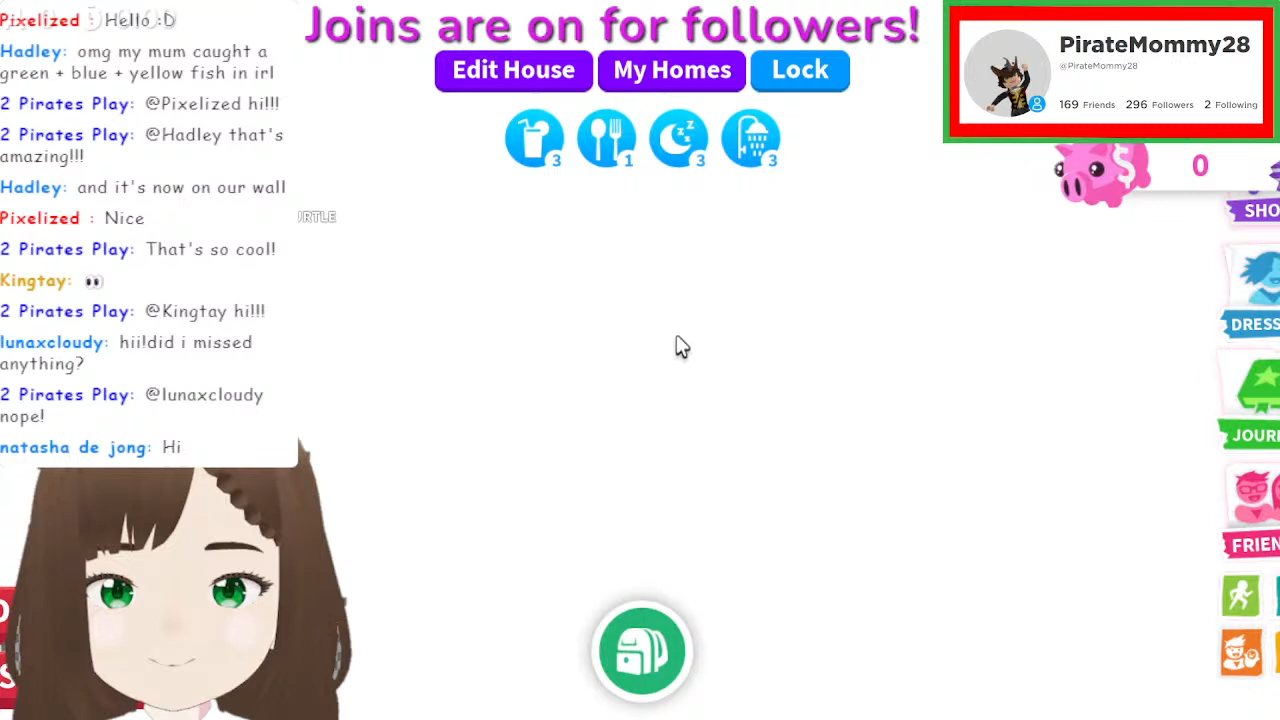 Pixelized : Hello :D
Hadley: omg my mum caught a
green + blue + yellow fish in irl
2 Pirates Play: @Pixelized hi!!!
2 Pirates Play: @Hadley that's
amazing!!!
Hadley: and it's now on our wall
Pixelized : Nice
2 Pirates Play: That's so cool!
Kingtay: 👀
2 Pirates Play: @Kingtay hi!!!
lunaxcloudy: hii!did i missed
anything?
2 Pirates Play: @lunaxcloudy
nope!
natasha de jong: Hi
URTLE
Joins are on for followers!
Edit House My Homes Lock
3 1 3 3
PirateMommy28
@PirateMommy28
169 Friends 296 Followers 2 Following
$ 0
SHO
DRESS
JOUR
FRIEN